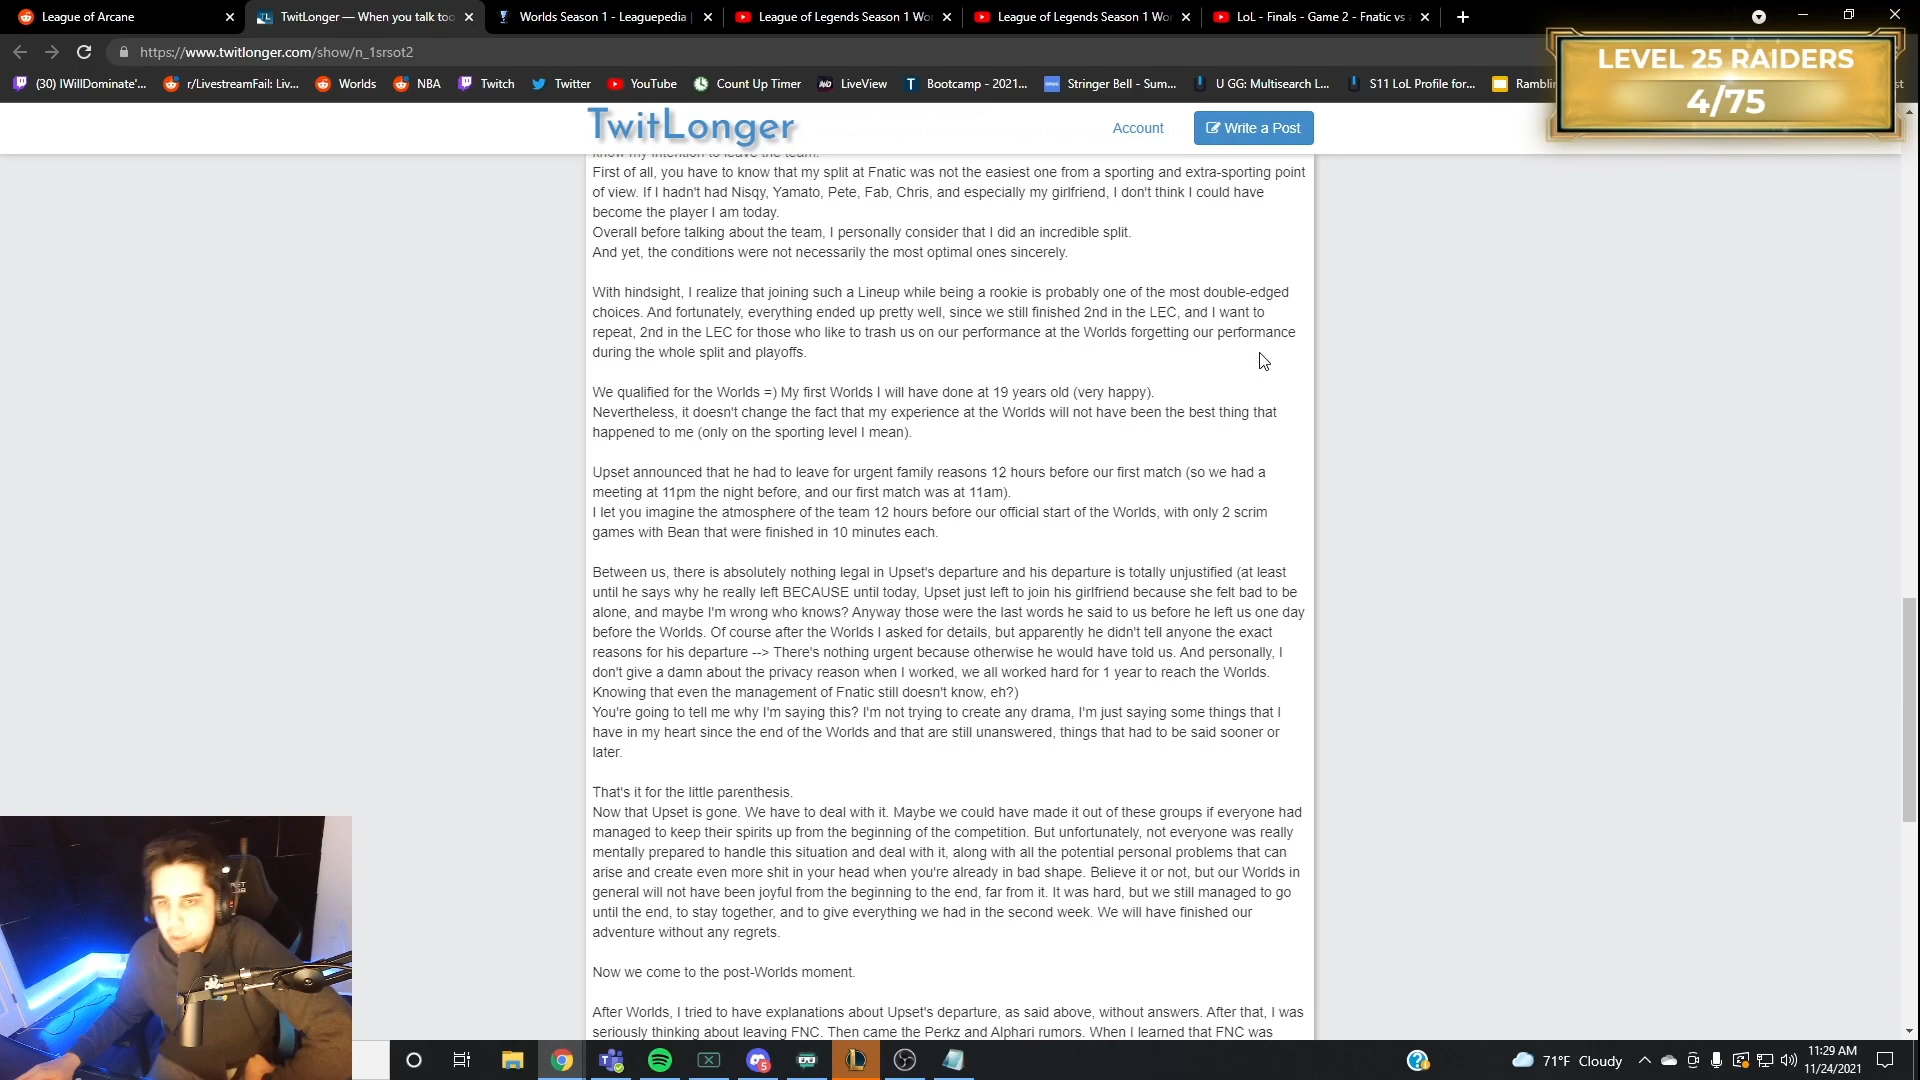 League of Arcane
TwitLonger — When you talk too
Worlds Season 1 - Leaguepedia
League of Legends Season 1 Wo
League of Legends Season 1 Wo
LoL - Finals - Game 2 - Fnatic vs
https://www.twitlonger.com/show/n_1srsot2
LEVEL 25 RAIDERS
4/75
(30) IWillDominate'...
r/LivestreamFail: Liv...
Worlds
NBA
Twitch
Twitter
YouTube
Count Up Timer
LiveView
Bootcamp - 2021...
Stringer Bell - Sum...
U GG: Multisearch L...
S11 LoL Profile for...
TwitLonger
Account
Write a Post
know my intention to leave the team.
First of all, you have to know that my split at Fnatic was not the easiest one from a sporting and extra-sporting point
of view. If I hadn't had Nisqy, Yamato, Pete, Fab, Chris, and especially my girlfriend, I don't think I could have
become the player I am today.
Overall before talking about the team, I personally consider that I did an incredible split.
And yet, the conditions were not necessarily the most optimal ones sincerely.
With hindsight, I realize that joining such a Lineup while being a rookie is probably one of the most double-edged
choices. And fortunately, everything ended up pretty well, since we still finished 2nd in the LEC, and I want to
repeat, 2nd in the LEC for those who like to trash us on our performance at the Worlds forgetting our performance
during the whole split and playoffs.
We qualified for the Worlds =) My first Worlds I will have done at 19 years old (very happy).
Nevertheless, it doesn't change the fact that my experience at the Worlds will not have been the best thing that
happened to me (only on the sporting level I mean).
Upset announced that he had to leave for urgent family reasons 12 hours before our first match (so we had a
meeting at 11pm the night before, and our first match was at 11am).
I let you imagine the atmosphere of the team 12 hours before our official start of the Worlds, with only 2 scrim
games with Bean that were finished in 10 minutes each.
Between us, there is absolutely nothing legal in Upset's departure and his departure is totally unjustified (at least
until he says why he really left BECAUSE until today, Upset just left to join his girlfriend because she felt bad to be
alone, and maybe I'm wrong who knows? Anyway those were the last words he said to us before he left us one day
before the Worlds. Of course after the Worlds I asked for details, but apparently he didn't tell anyone the exact
reasons for his departure --> There's nothing urgent because otherwise he would have told us. And personally, I
don't give a damn about the privacy reason when I worked, we all worked hard for 1 year to reach the Worlds.
Knowing that even the management of Fnatic still doesn't know, eh?)
You're going to tell me why I'm saying this? I'm not trying to create any drama, I'm just saying some things that I
have in my heart since the end of the Worlds and that are still unanswered, things that had to be said sooner or
later.
That's it for the little parenthesis.
Now that Upset is gone. We have to deal with it. Maybe we could have made it out of these groups if everyone had
managed to keep their spirits up from the beginning of the competition. But unfortunately, not everyone was really
mentally prepared to handle this situation and deal with it, along with all the potential personal problems that can
arise and create even more shit in your head when you're already in bad shape. Believe it or not, but our Worlds in
general will not have been joyful from the beginning to the end, far from it. It was hard, but we still managed to go
until the end, to stay together, and to give everything we had in the second week. We will have finished our
adventure without any regrets.
Now we come to the post-Worlds moment.
After Worlds, I tried to have explanations about Upset's departure, as said above, without answers. After that, I was
seriously thinking about leaving FNC. Then came the Perkz and Alphari rumors. When I learned that FNC was
71°F Cloudy
11:29 AM
11/24/2021